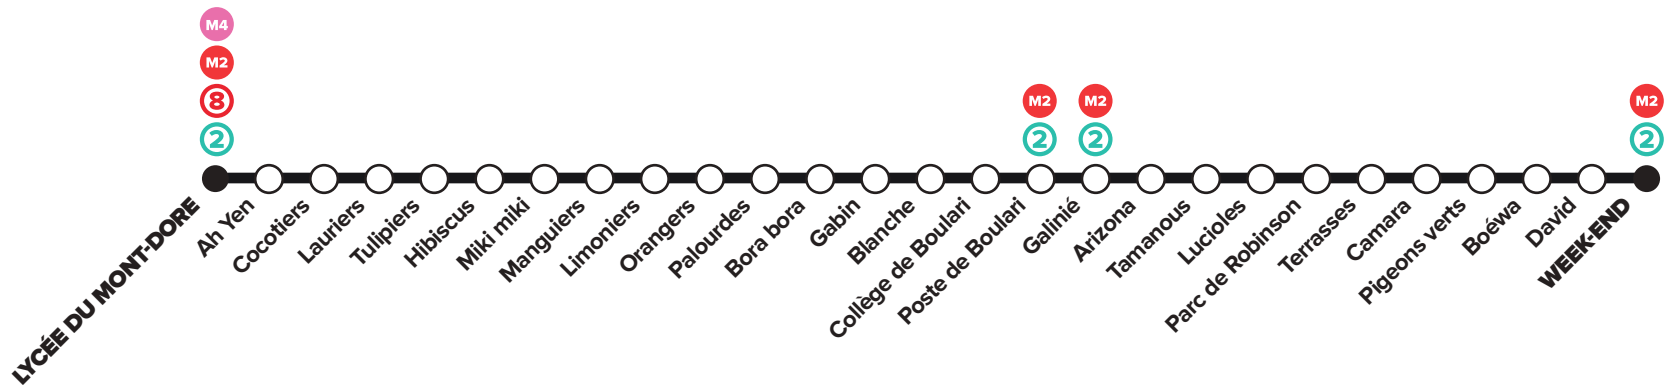 M4
M2
8
2
M2
2
M2
2
M2
2
LYCÉE DU MONT-DORE
Ah Yen
Cocotiers
Lauriers
Tulipiers
Hibiscus
Miki miki
Manguiers
Limoniers
Orangers
Palourdes
Bora bora
Gabin
Blanche
Collège de Boulari
Poste de Boulari
Galinié
Arizona
Tamanous
Lucioles
Parc de Robinson
Terrasses
Camara
Pigeons verts
Boéwa
David
WEEK-END